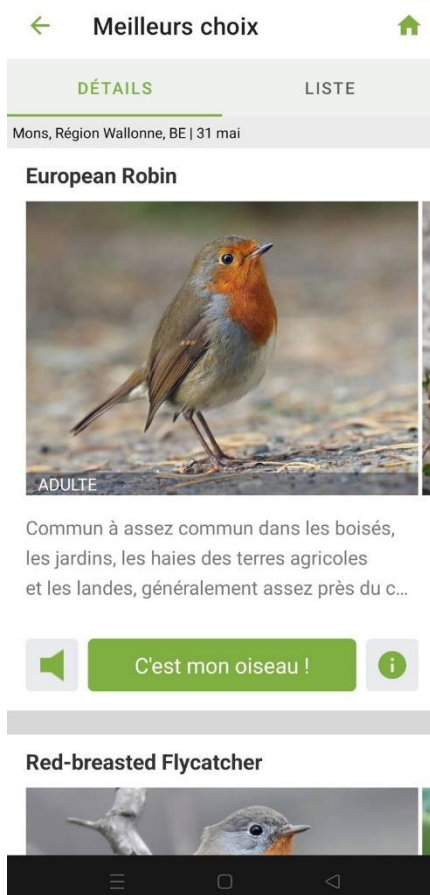 Meilleurs choix
DÉTAILS
LISTE
Mons, Région Wallonne, BE | 31 mai
European Robin
ADULTE
Commun à assez commun dans les boisés,
les jardins, les haies des terres agricoles
et les landes, généralement assez près du c...
C'est mon oiseau !
Red-breasted Flycatcher